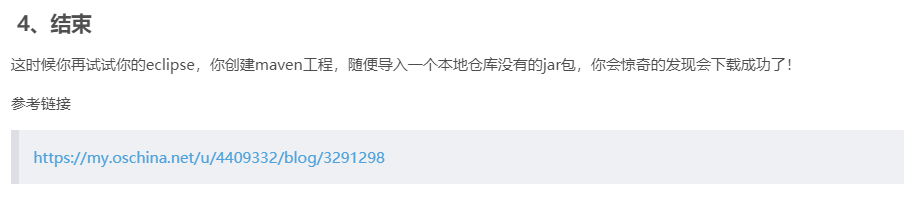 4、结束
这时候你再试试你的eclipse，你创建maven工程，随便导入一个本地仓库没有的jar包，你会惊奇的发现会下载成功了！
参考链接
https://my.oschina.net/u/4409332/blog/3291298